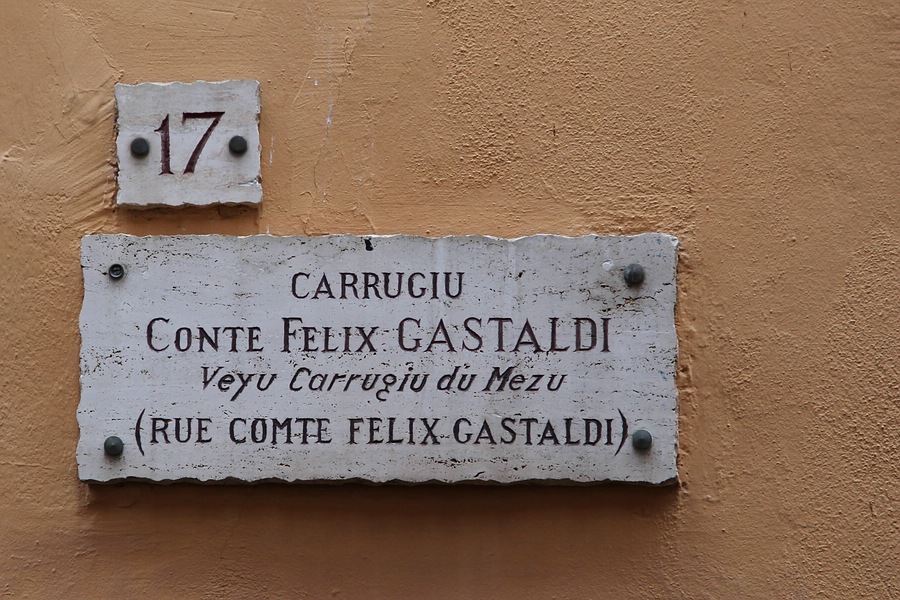 17
CARRUGIU
CONTE FELIX GASTALDI
Veyu Carrugiu du Mezu
(RUE COMTE FELIX GASTALDI)